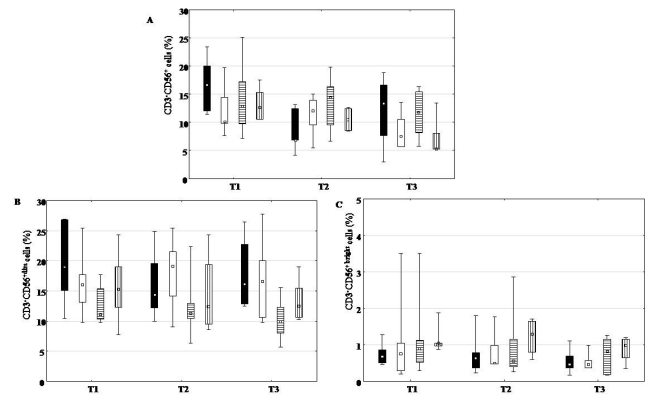 A
CD3-CD56+ cells (%)
30
25
20
15
10
5
0
T1 T2 T3
B
CD3-CD56+dim cells (%)
30
25
20
15
10
5
0
T1 T2 T3
C
CD3-CD56+bright cells (%)
5
4
3
2
1
0
T1 T2 T3